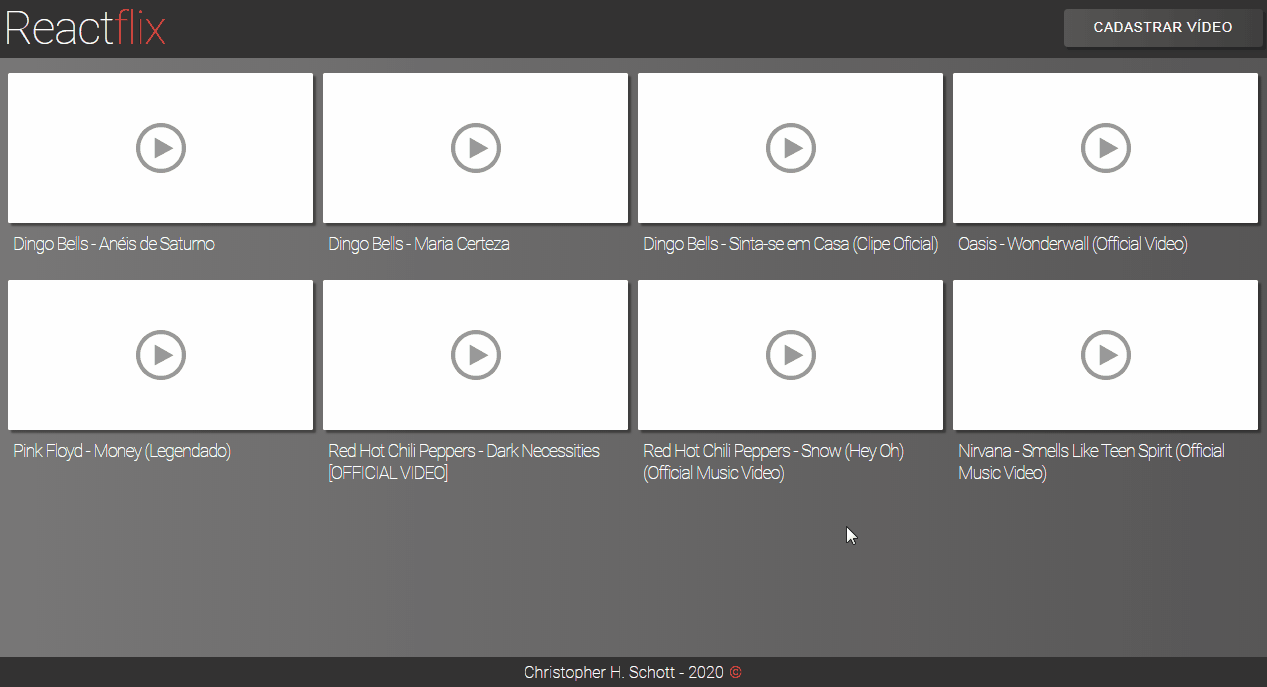 Reactflix
CADASTRAR VÍDEO
Dingo Bells - Anéis de Saturno
Dingo Bells - Maria Certeza
Dingo Bells - Sinta-se em Casa (Clipe Oficial)
Oasis - Wonderwall (Official Video)
Pink Floyd - Money (Legendado)
Red Hot Chili Peppers - Dark Necessities
[OFFICIAL VIDEO]
Red Hot Chili Peppers - Snow (Hey Oh)
(Official Music Video)
Nirvana - Smells Like Teen Spirit (Official
Music Video)
Christopher H. Schott - 2020 ©